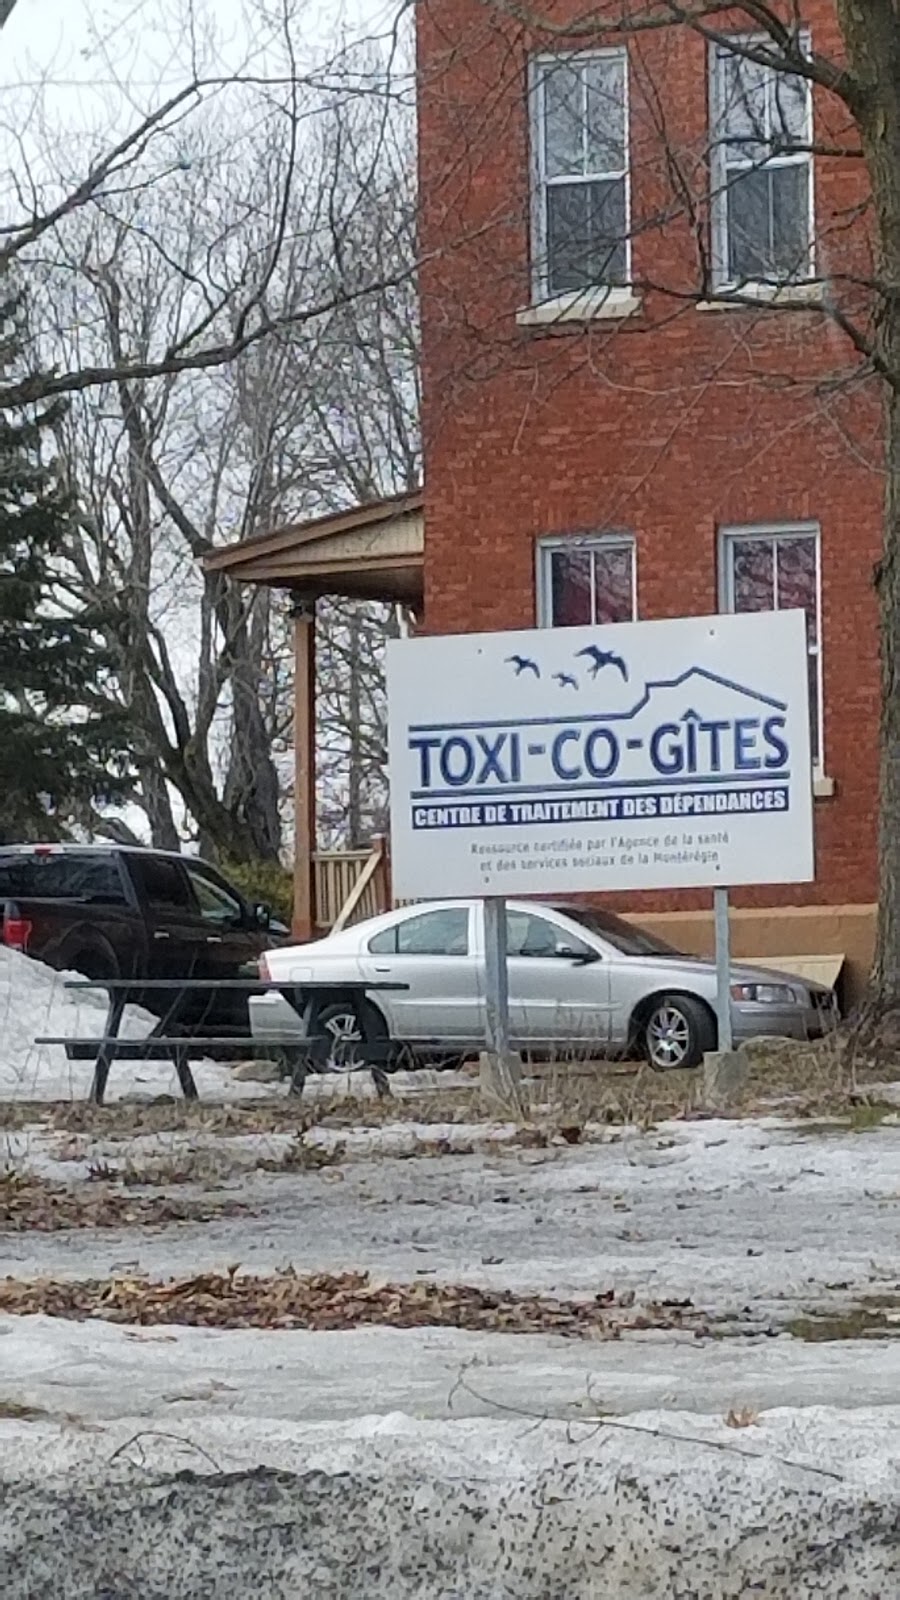 TOXI-CO-GÎTES
CENTRE DE TRAITEMENT DES DÉPENDANCES
Ressource certifiée par l'Agence de la santé
et des services sociaux de la Montérégie